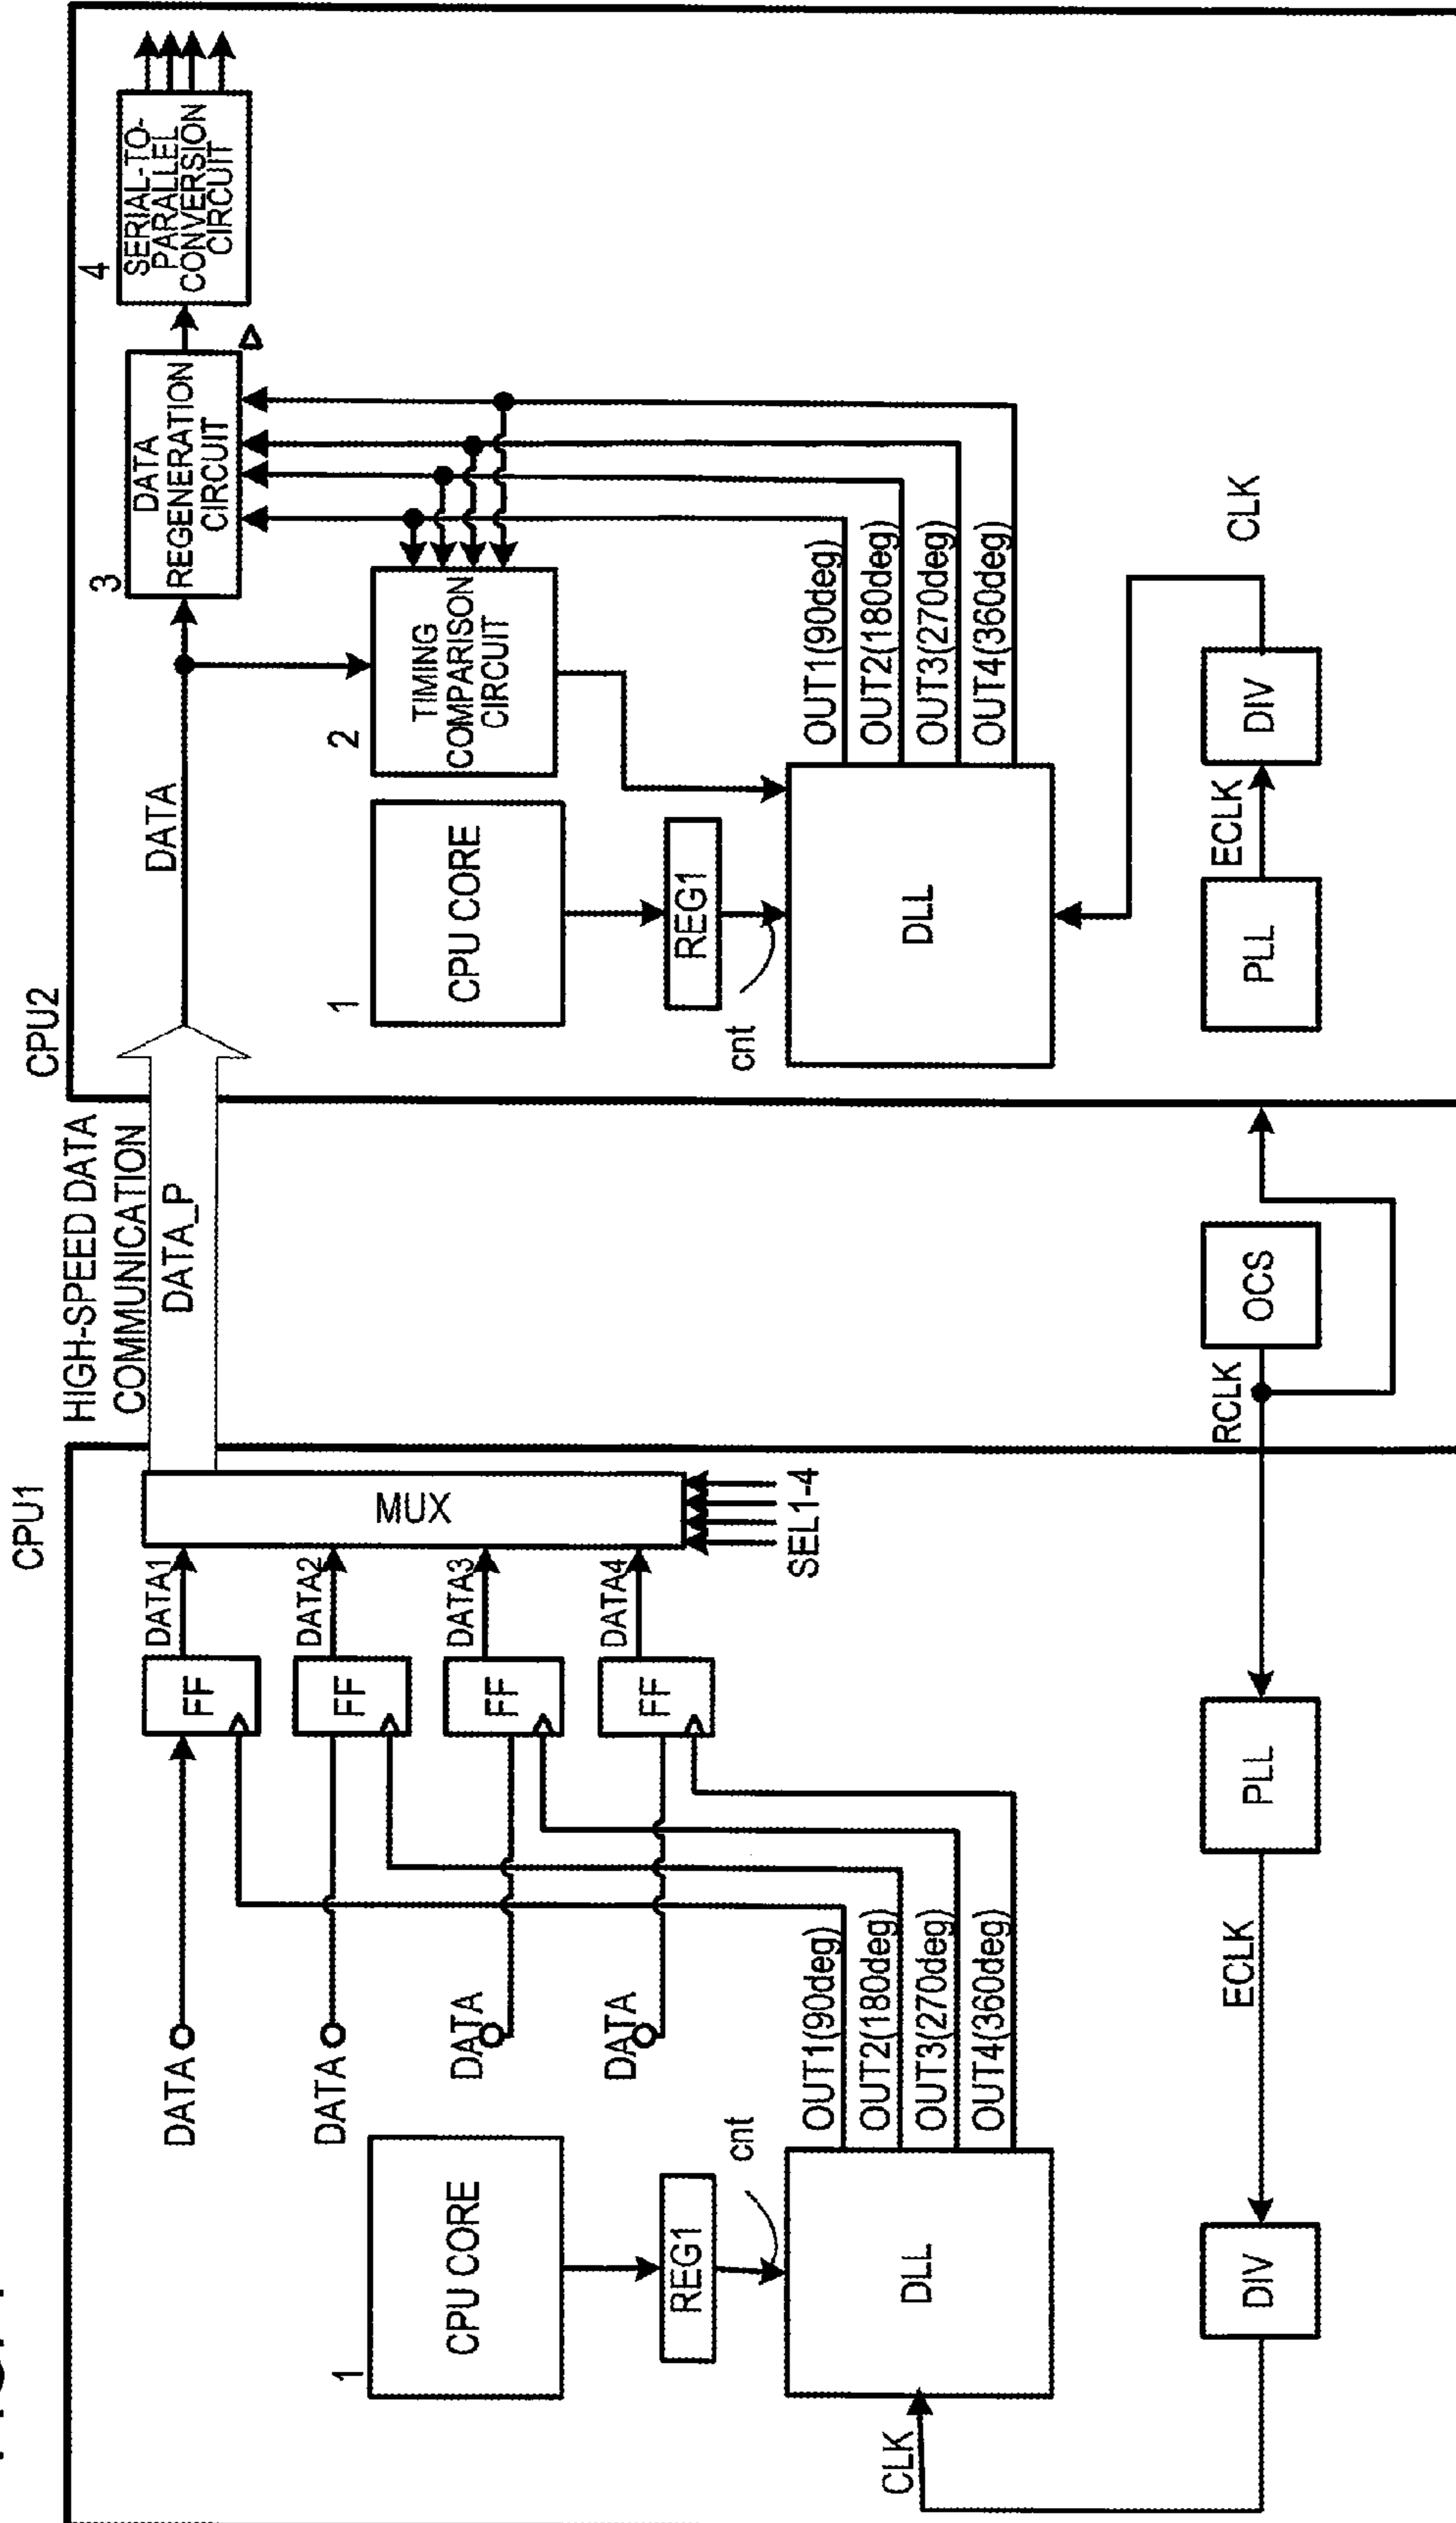 CPU1
HIGH-SPEED DATA
COMMUNICATION
CPU2
DATA
DATA1
FF
DATA
DATA2
FF
DATA
DATA3
FF
DATA
DATA4
FF
MUX
SEL1-4
DATA_P
1
CPU CORE
REG1
cnt
DLL
OUT1(90deg)
OUT2(180deg)
OUT3(270deg)
OUT4(360deg)
CLK
DIV
ECLK
PLL
RCLK
OCS
DATA
3
DATA
REGENERATION
CIRCUIT
4
SERIAL-TO-
PARALLEL
CONVERSION
CIRCUIT
1
CPU CORE
2
TIMING
COMPARISON
CIRCUIT
REG1
cnt
DLL
OUT1(90deg)
OUT2(180deg)
OUT3(270deg)
OUT4(360deg)
PLL
ECLK
DIV
CLK